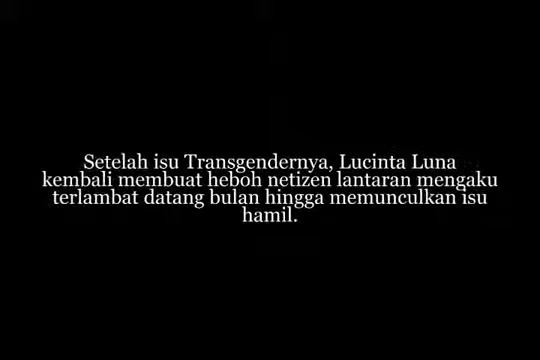 Setelah isu Transgendernya, Lucinta Luna
kembali membuat heboh netizen lantaran mengaku
terlambat datang bulan hingga memunculkan isu
hamil.